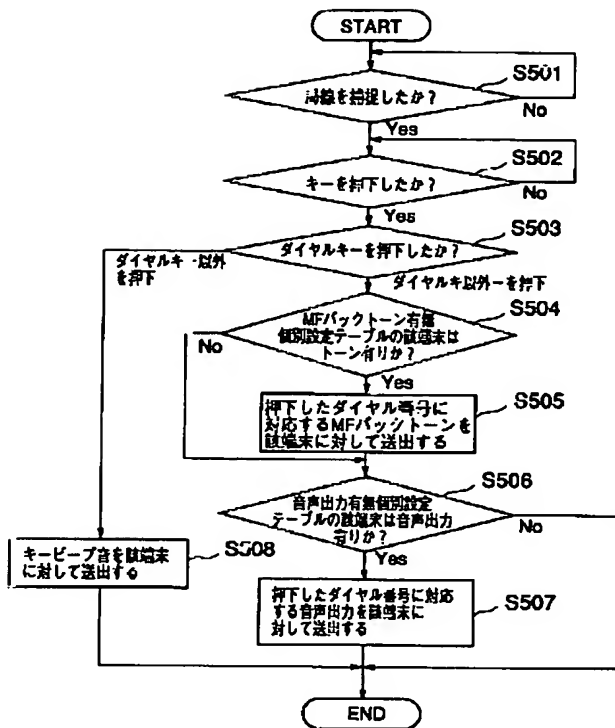 START
S501
線を捕捉したか?
No
Yes
S502
キーを押下したか?
No
Yes
S503
ダイヤルキーを押下したか?
ダイヤルキー以外
を押下
ダイヤルキ以外ーを押下
S504
MFバックトーン有無
個別設定テーブルの該端末は
トーン有りか?
No
Yes
S505
押下したダイヤル番号に
対応するMFバックトーンを
該端末に対して送出する
S506
音声出力有無個別設定
テーブルの該端末は音声出力
有りか?
No
Yes
S508
キービープ音を該端末
に対して送出する
S507
押下したダイヤル番号に対応
する音声出力を該端末に
対して送出する
END